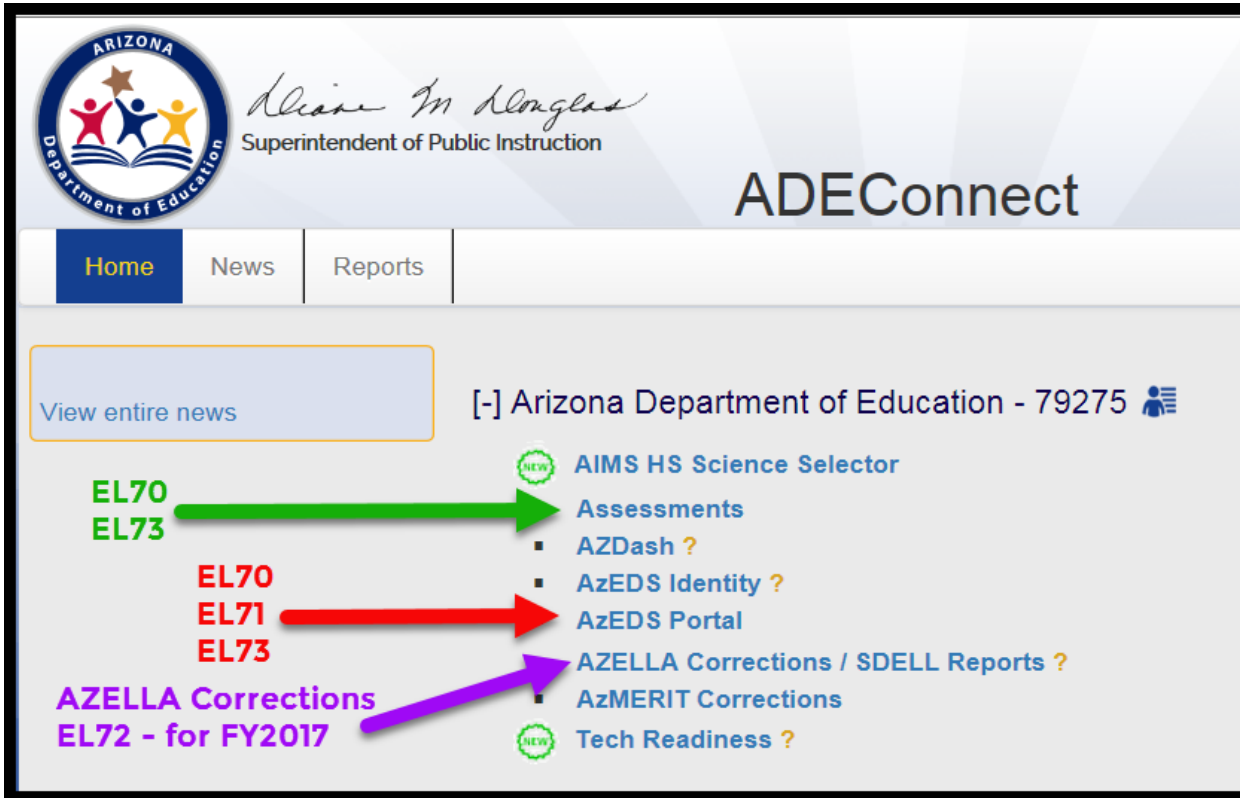 ARIZONA
Department of Education
Diane M Douglas
Superintendent of Public Instruction
ADEConnect
Home
News
Reports
View entire news
[-] Arizona Department of Education - 79275
NEW AIMS HS Science Selector
EL70
EL73
Assessments
AZDash ?
AzEDS Identity ?
EL70
EL71
EL73
AzEDS Portal
AZELLA Corrections / SDELL Reports ?
AZELLA Corrections
EL72 - for FY2017
AzMERIT Corrections
NEW Tech Readiness ?